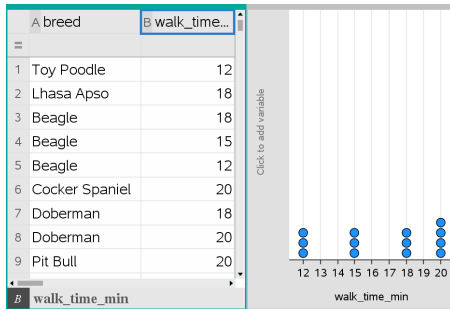 A breed B walk_time...
=
1 Toy Poodle 12
2 Lhasa Apso 18
3 Beagle 18
4 Beagle 15
5 Beagle 12
6 Cocker Spaniel 20
7 Doberman 18
8 Doberman 20
9 Pit Bull 20
B walk_time_min
Click to add variable
12 13 14 15 16 17 18 19 20
walk_time_min